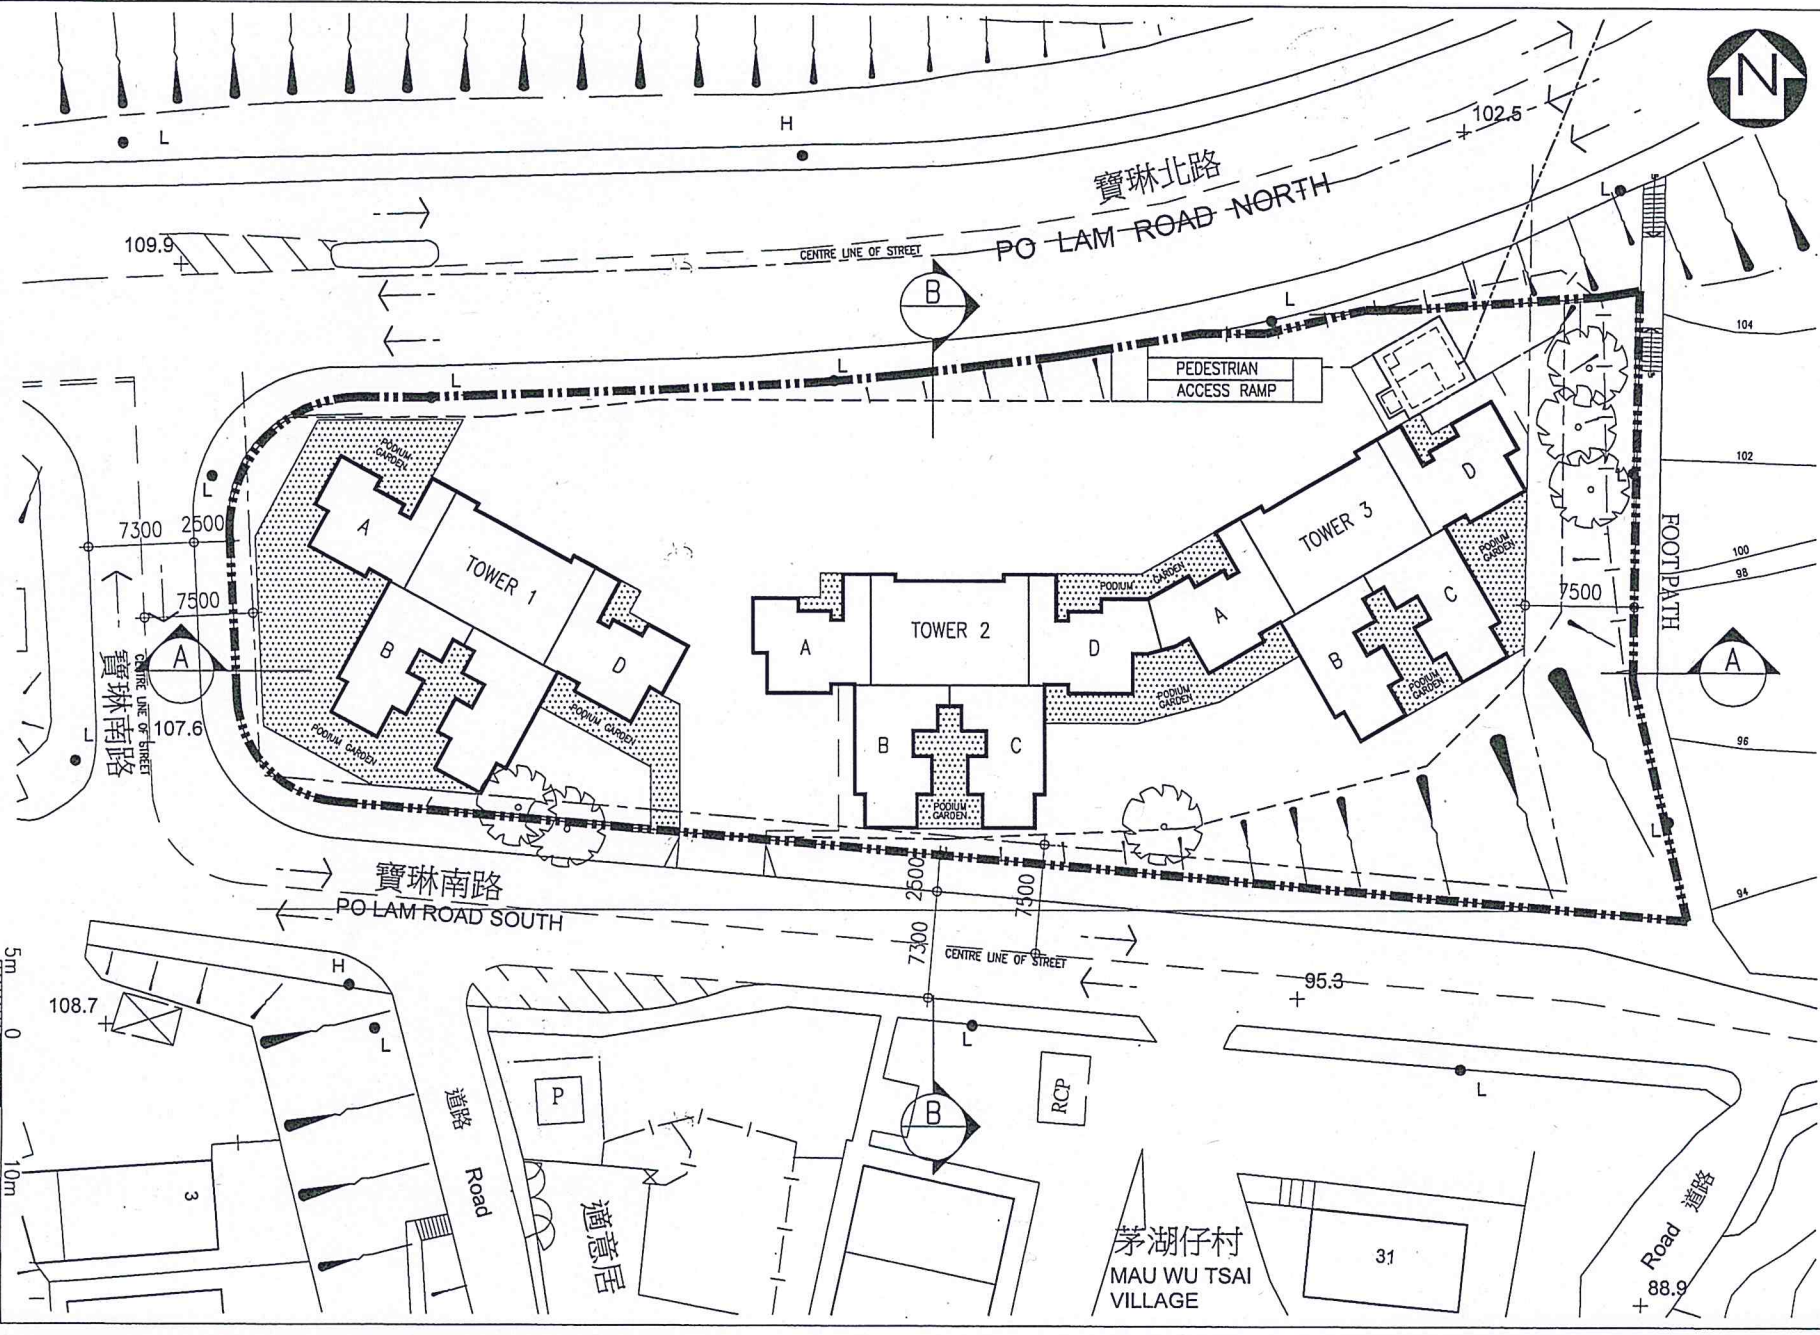 N
L
H
102.5
寶琳北路
PO LAM ROAD NORTH
L
109.9
CENTRE LINE OF STREET
B
L
104
L
L
PEDESTRIAN
ACCESS RAMP
PODIUM
GARDEN
D
102
L
A
TOWER 3
L
7300
2500
TOWER 1
PODIUM
GARDEN
FOOTPATH
100
98
7500
PODIUM GARDEN
A
C
7500
TOWER 2
A
D
B
D
B
A
A
寶琳南路
CENTRE LINE OF STREET
107.6
PODIUM
GARDEN
PODIUM
GARDEN
PODIUM GARDEN
PODIUM GARDEN
L
B
C
96
PODIUM
GARDEN
L
寶琳南路
PO LAM ROAD SOUTH
2500
7500
7300
94
CENTRE LINE OF STREET
H
95.3
5m
0
10m
108.7
L
L
L
道路
Road
P
RCP
B
3
適意居
茅湖仔村
MAU WU TSAI
VILLAGE
31
道路
Road
88.9